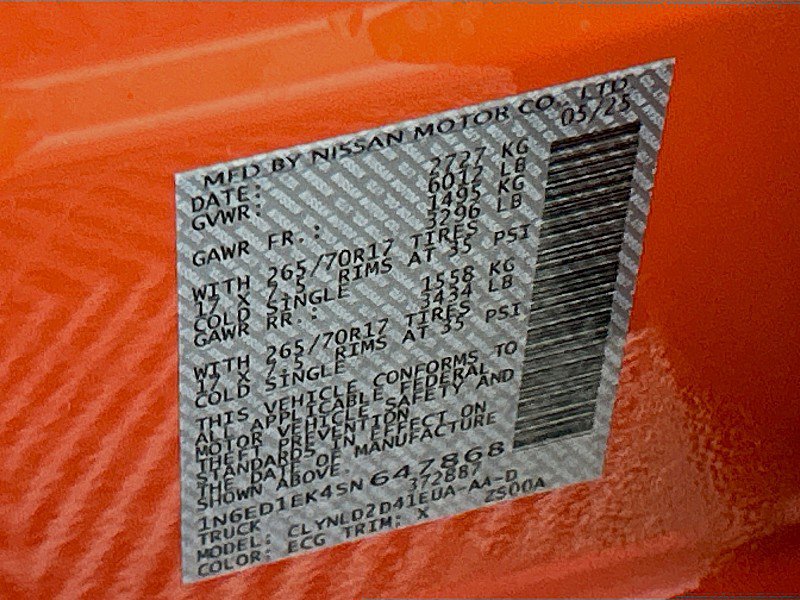 MFD BY NISSAN MOTOR CO., LTD
DATE: 05/25
GVWR: 2727 KG
6012 LB
GAWR FR.: 1495 KG
3296 LB
WITH 265/70R17 TIRES
17 X 7.5 RIMS AT 35 PSI
COLD SINGLE
GAWR RR.: 1558 KG
3434 LB
WITH 265/70R17 TIRES
17 X 7.5 RIMS AT 35 PSI
COLD SINGLE
THIS VEHICLE CONFORMS TO
ALL APPLICABLE FEDERAL
MOTOR VEHICLE SAFETY AND
THEFT PREVENTION
STANDARDS IN EFFECT ON
THE DATE OF MANUFACTURE
SHOWN ABOVE.
1N6ED1EK4SN647868
TRUCK 372887
MODEL: CLYNLD2D41EUA-AA-D
COLOR: ECG TRIM: X ZS00A